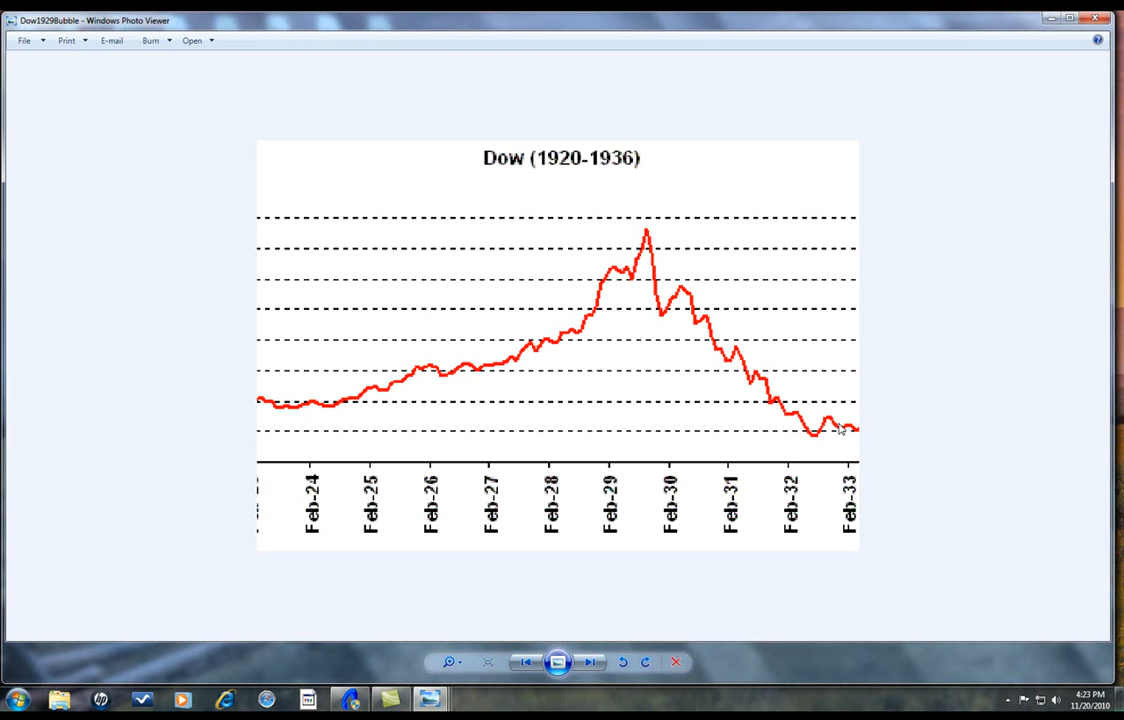 Dow1929Bubble - Windows Photo Viewer
File Print E-mail Burn Open
Dow (1920-1936)
Feb-24 Feb-25 Feb-26 Feb-27 Feb-28 Feb-29 Feb-30 Feb-31 Feb-32 Feb-33
hp
4:23 PM
11/20/2010